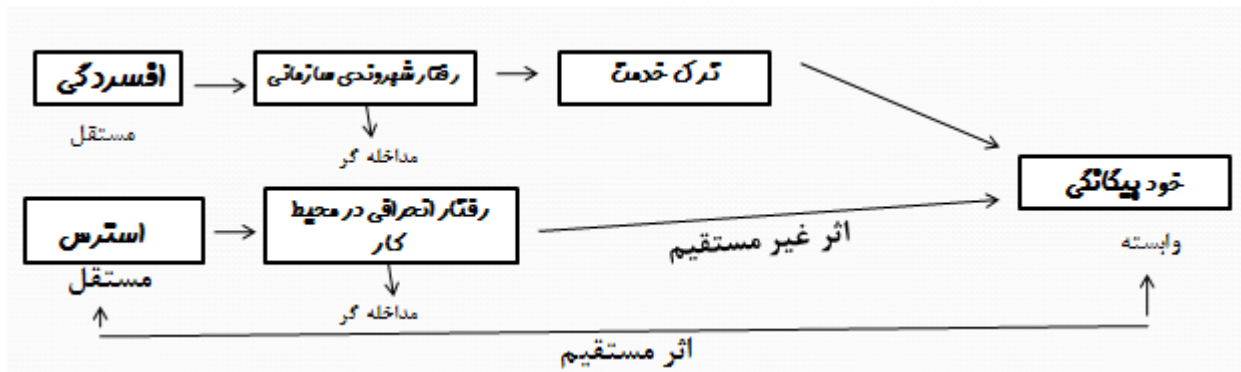 افسردگی
رفتار شهروندی سازمانی
ترک خدمت
مستقل
مداخله گر
خود بیگانگی
استرس
رفتار انحرافی در محیط
کار
اثر غیر مستقیم
وابسته
مستقل
مداخله گر
اثر مستقیم